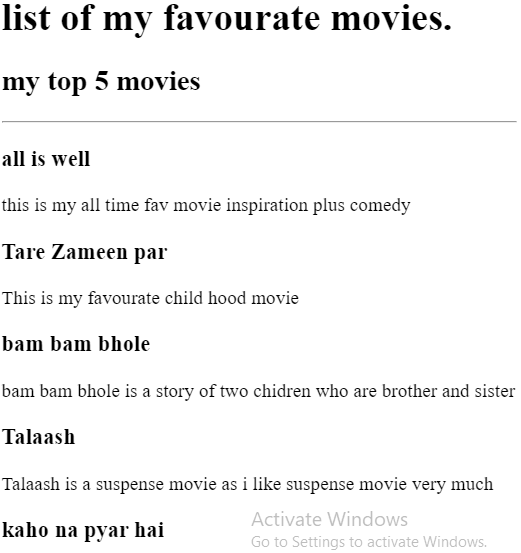 list of my favourate movies.
my top 5 movies
all is well
this is my all time fav movie inspiration plus comedy
Tare Zameen par
This is my favourate child hood movie
bam bam bhole
bam bam bhole is a story of two chidren who are brother and sister
Talaash
Talaash is a suspense movie as i like suspense movie very much
kaho na pyar hai
Activate Windows
Go to Settings to activate Windows.